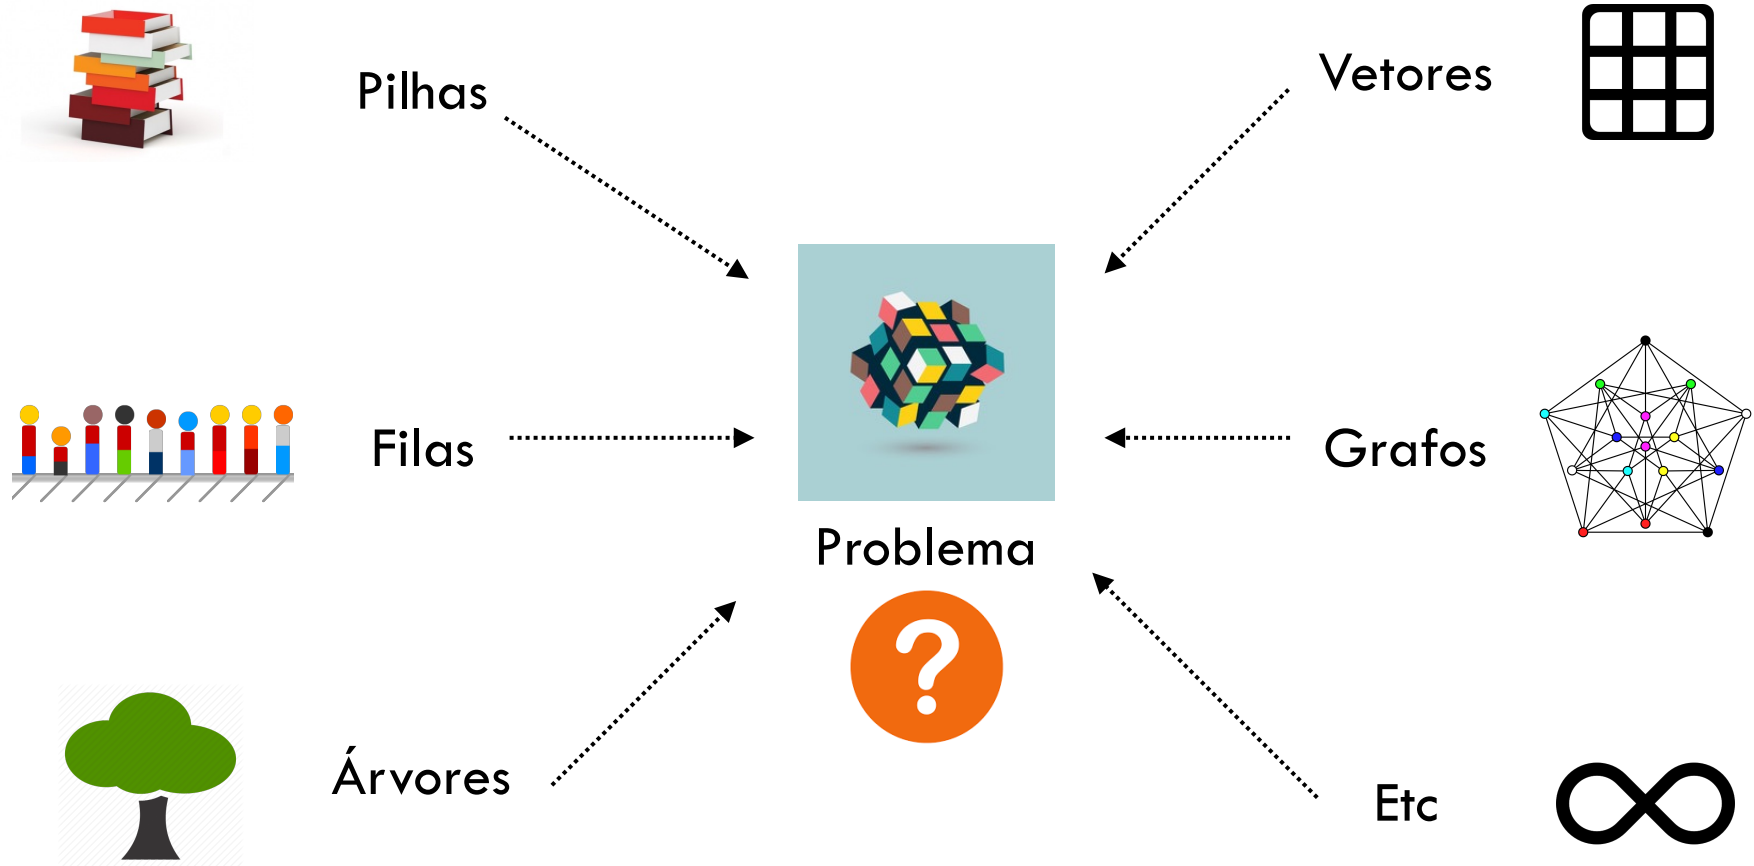 Pilhas
Vetores
Filas
Grafos
Problema
?
Árvores
Etc